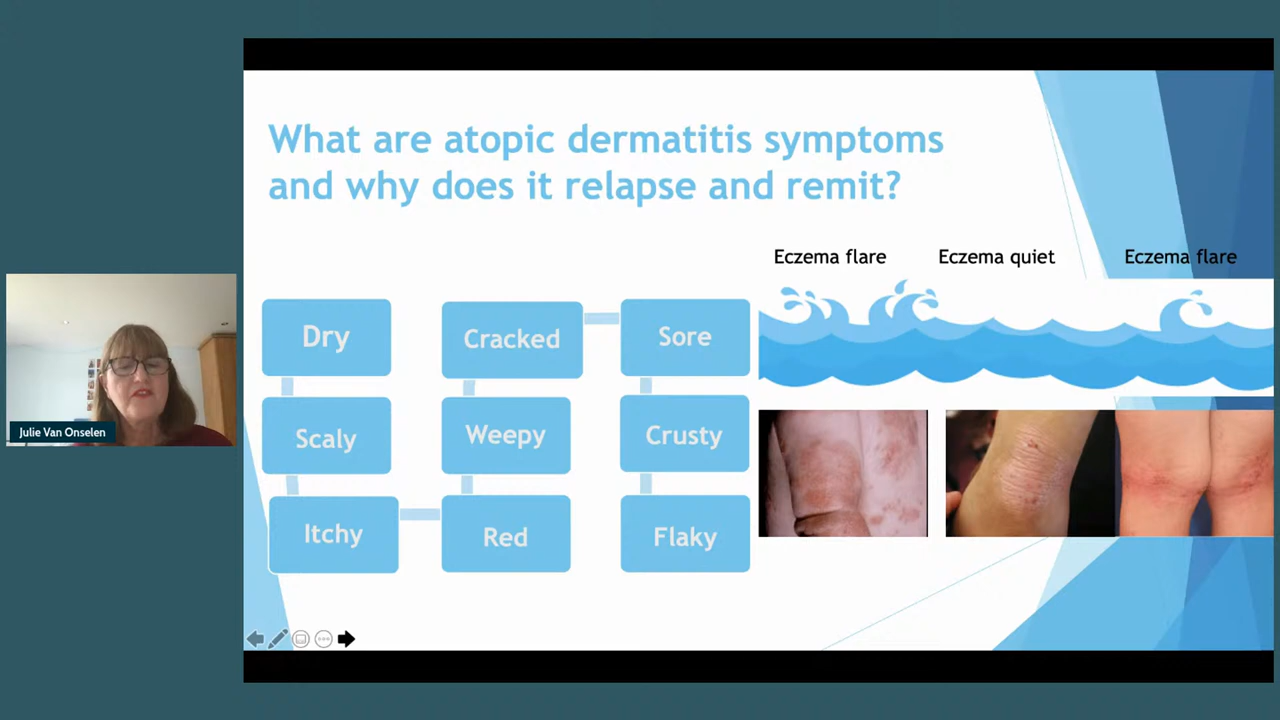 What are atopic dermatitis symptoms
and why does it relapse and remit?
Eczema flare
Eczema quiet
Eczema flare
Dry
Scaly
Itchy
Red
Weepy
Cracked
Sore
Crusty
Flaky
Julie Van Onselen